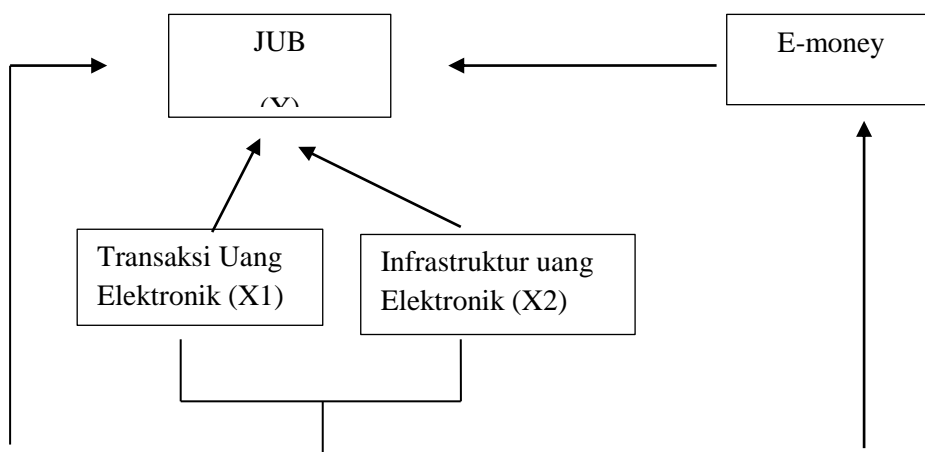 JUB
E-money
Transaksi Uang
Elektronik (X1)
Infrastruktur uang
Elektronik (X2)